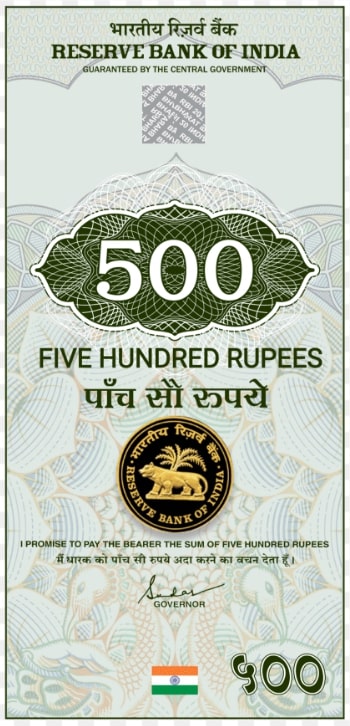 भारतीय रिज़र्व बैंक
RESERVE BANK OF INDIA
GUARANTEED BY THE CENTRAL GOVERNMENT
500
FIVE HUNDRED RUPEES
पाँच सौ रुपये
भारतीय रिज़र्व बैंक
RESERVE BANK OF INDIA
I PROMISE TO PAY THE BEARER THE SUM OF FIVE HUNDRED RUPEES
मैं धारक को पाँच सौ रुपये अदा करने का वचन देता हूँ।
GOVERNOR
५००